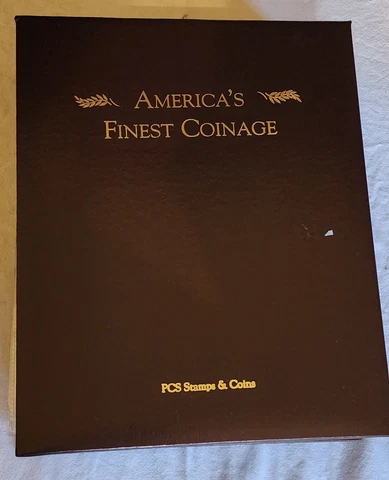 America's
Finest Coinage
PCS Stamps & Coins